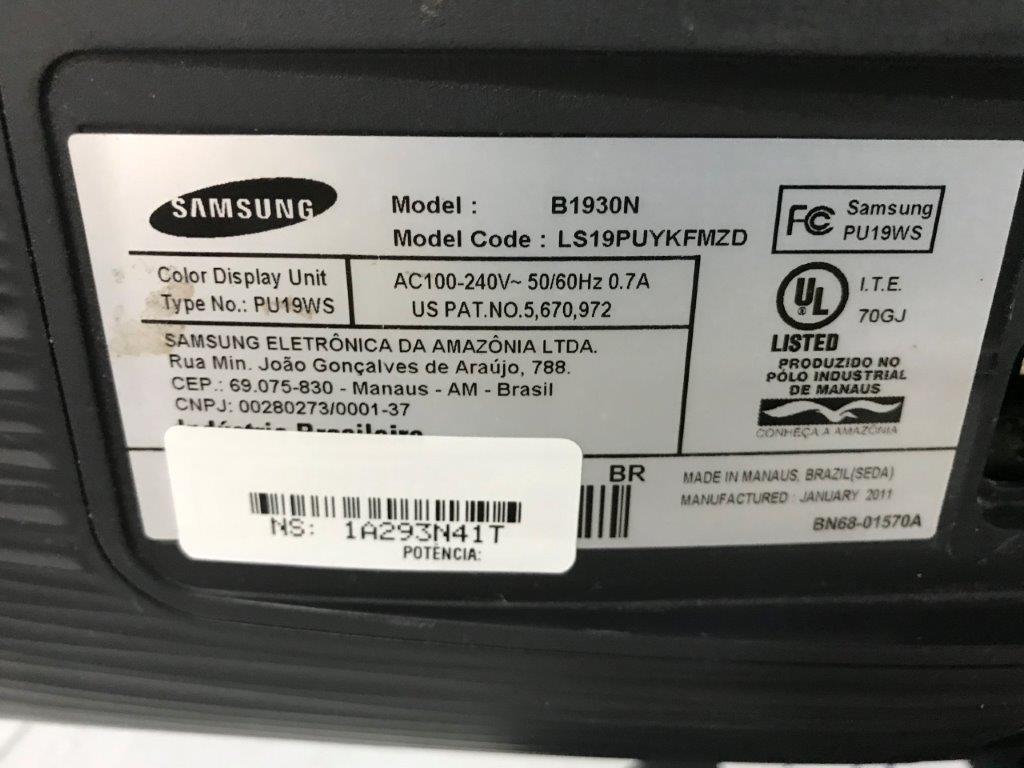 SAMSUNG
Model : B1930N
Model Code : LS19PUYKFMZD
FC Samsung
PU19WS
Color Display Unit
Type No.: PU19WS
AC100-240V~ 50/60Hz 0.7A
US PAT.NO.5,670,972
UL ®
LISTED
I.T.E.
70GJ
SAMSUNG ELETRÔNICA DA AMAZÔNIA LTDA.
Rua Min. João Gonçalves de Araújo, 788.
CEP.: 69.075-830 - Manaus - AM - Brasil
CNPJ: 00280273/0001-37
Indústria Brasileira
PRODUZIDO NO
PÓLO INDUSTRIAL
DE MANAUS
CONHEÇA A AMAZÔNIA
BR
MADE IN MANAUS, BRAZIL(SEDA)
MANUFACTURED : JANUARY 2011
BN68-01570A
NS: 1A293N41T
POTÊNCIA: